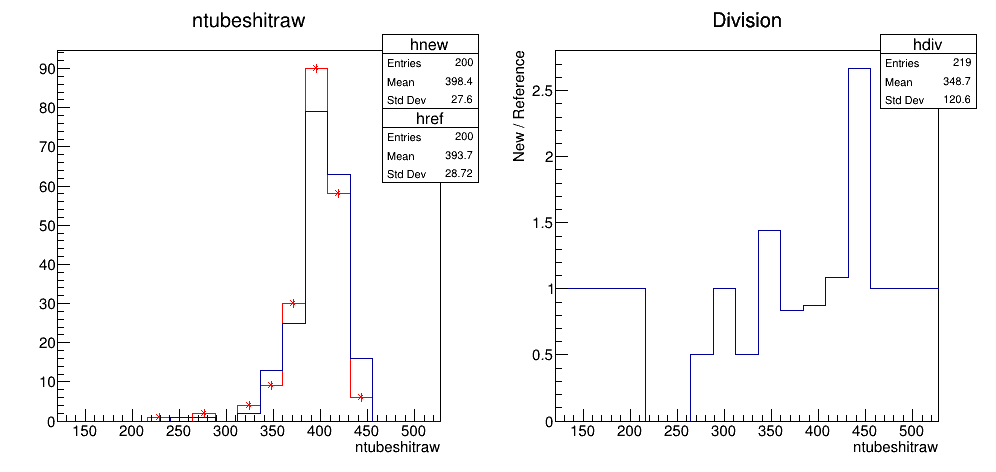 ntubeshitraw
hnew
Entries 200
Mean 398.4
Std Dev 27.6
href
Entries 200
Mean 393.7
Std Dev 28.72
90
80
70
60
50
40
30
20
10
0
150 200 250 300 350 400 450 500
ntubeshitraw
Division
hdiv
Entries 219
Mean 348.7
Std Dev 120.6
New / Reference
2.5
2
1.5
1
0.5
0
150 200 250 300 350 400 450 500
ntubeshitraw